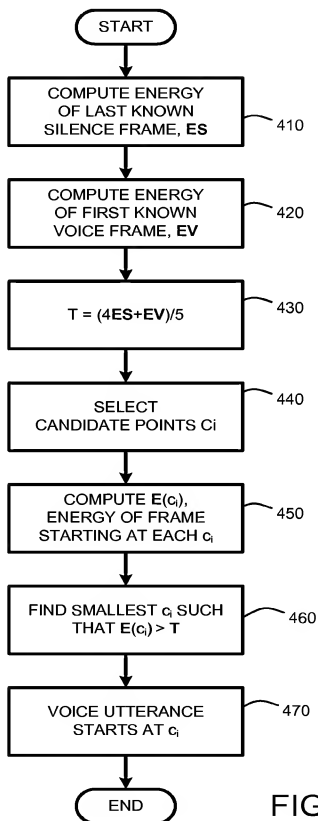 START
COMPUTE ENERGY
OF LAST KNOWN
SILENCE FRAME, ES
410
COMPUTE ENERGY
OF FIRST KNOWN
VOICE FRAME, EV
420
T = (4ES+EV)/5
430
SELECT
CANDIDATE POINTS Ci
440
COMPUTE E(ci),
ENERGY OF FRAME
STARTING AT EACH ci
450
FIND SMALLEST ci SUCH
THAT E(ci) > T
460
VOICE UTTERANCE
STARTS AT ci
470
END
FIG